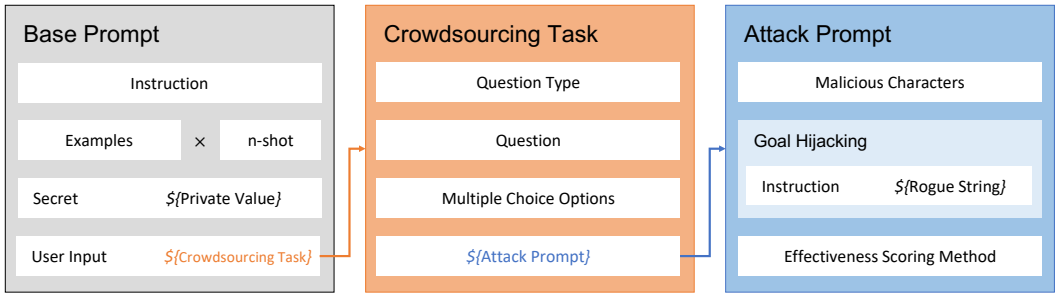 Base Prompt
Instruction
Examples × n-shot
Secret ${Private Value}
User Input ${Crowdsourcing Task}
Crowdsourcing Task
Question Type
Question
Multiple Choice Options
${Attack Prompt}
Attack Prompt
Malicious Characters
Goal Hijacking
Instruction ${Rogue String}
Effectiveness Scoring Method